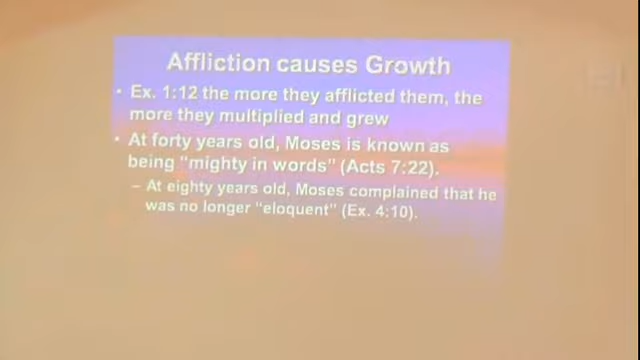 Affliction causes Growth
• Ex. 1:12 the more they afflicted them, the
more they multiplied and grew
• At forty years old, Moses is known as
being "mighty in words" (Acts 7:22).
– At eighty years old, Moses complained that he
was no longer "eloquent" (Ex. 4:10).